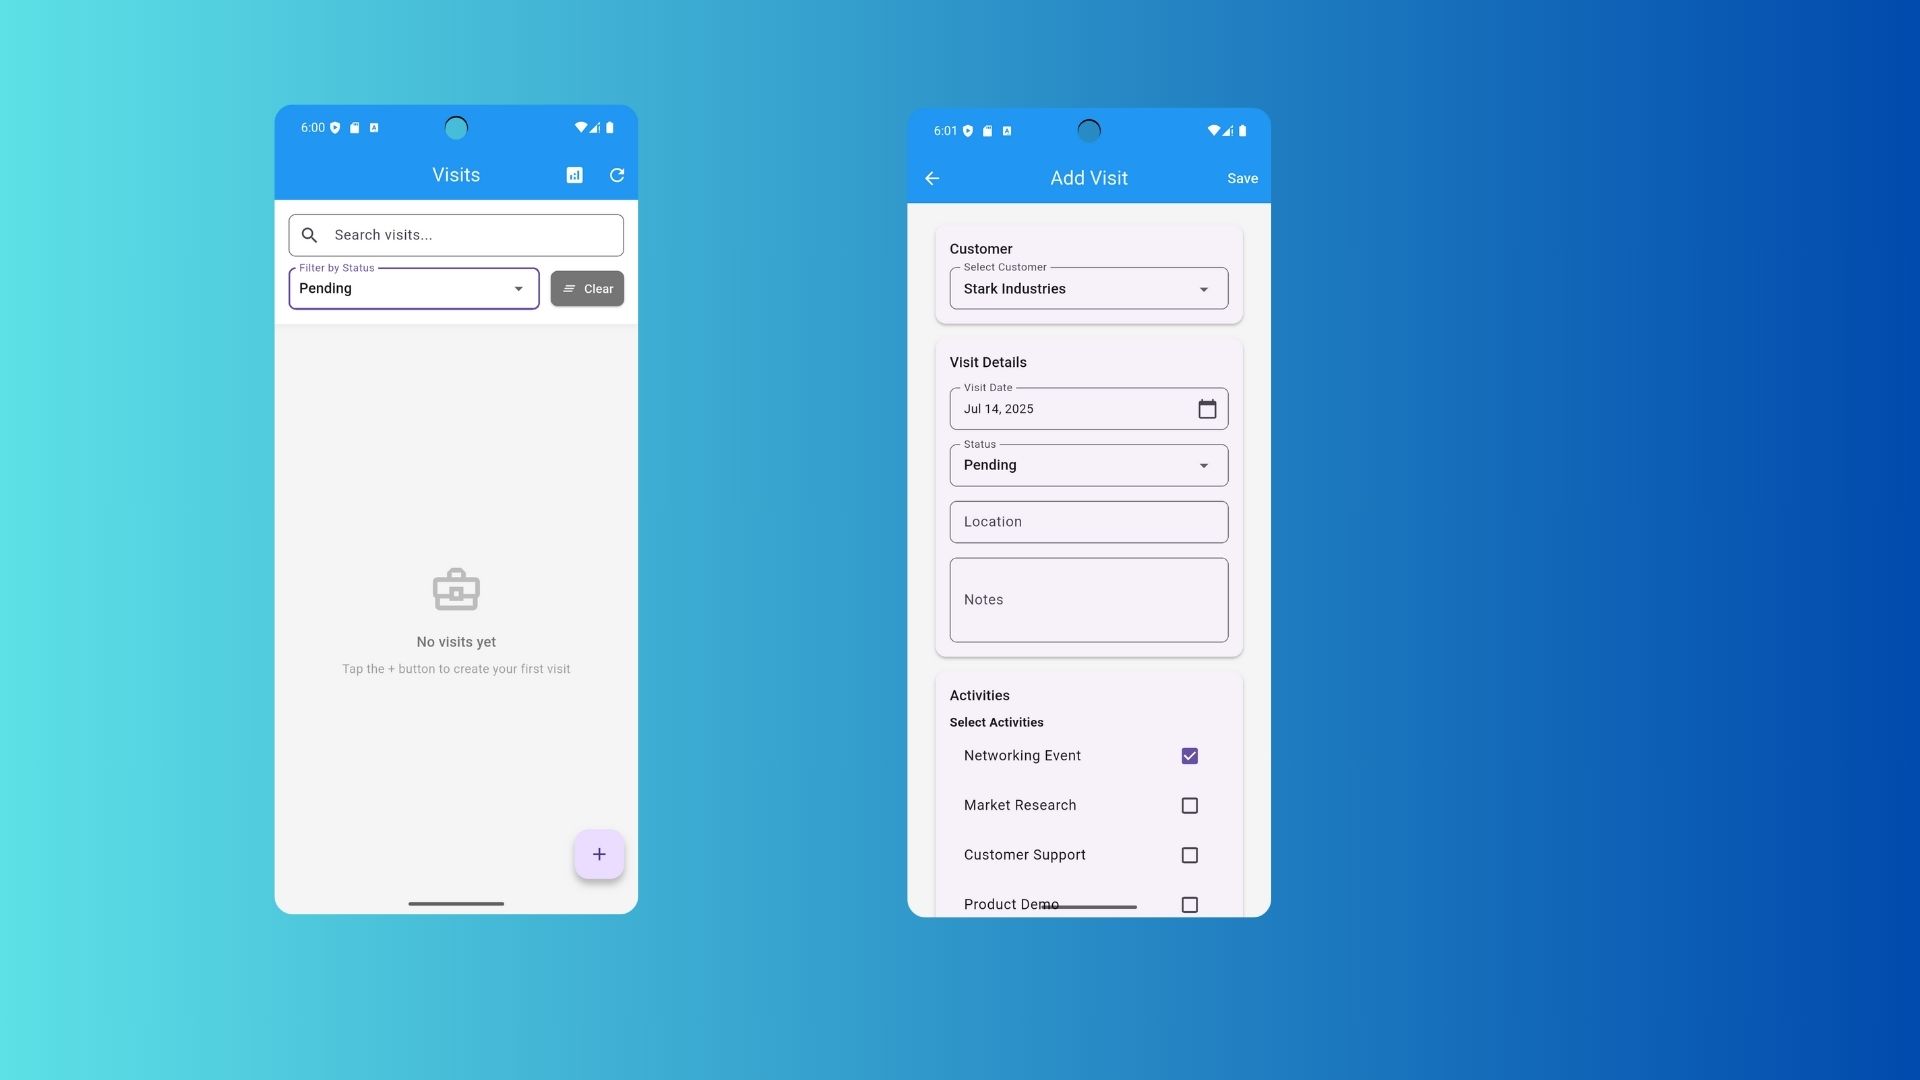 6:00
Visits
Search visits...
Filter by Status
Pending
Clear
No visits yet
Tap the + button to create your first visit
+
6:01
Add Visit
Save
Customer
Select Customer
Stark Industries
Visit Details
Visit Date
Jul 14, 2025
Status
Pending
Location
Notes
Activities
Select Activities
Networking Event
Market Research
Customer Support
Product Demo